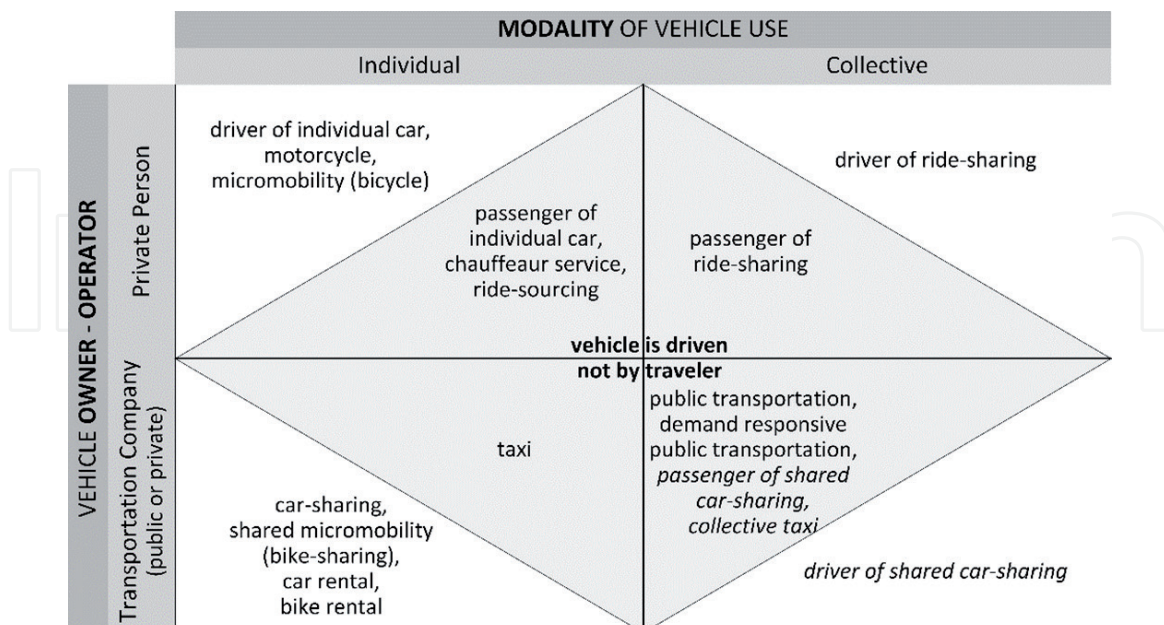 MODALITY OF VEHICLE USE
Individual
Collective
VEHICLE OWNER - OPERATOR
Private Person
driver of individual car,
motorcycle,
micromobility (bicycle)
passenger of
individual car,
chauffeaur service,
ride-sourcing
passenger of
ride-sharing
driver of ride-sharing
vehicle is driven
not by traveler
Transportation Company
(public or private)
car-sharing,
shared micromobility
(bike-sharing),
car rental,
bike rental
taxi
public transportation,
demand responsive
public transportation,
passenger of shared
car-sharing,
collective taxi
driver of shared car-sharing